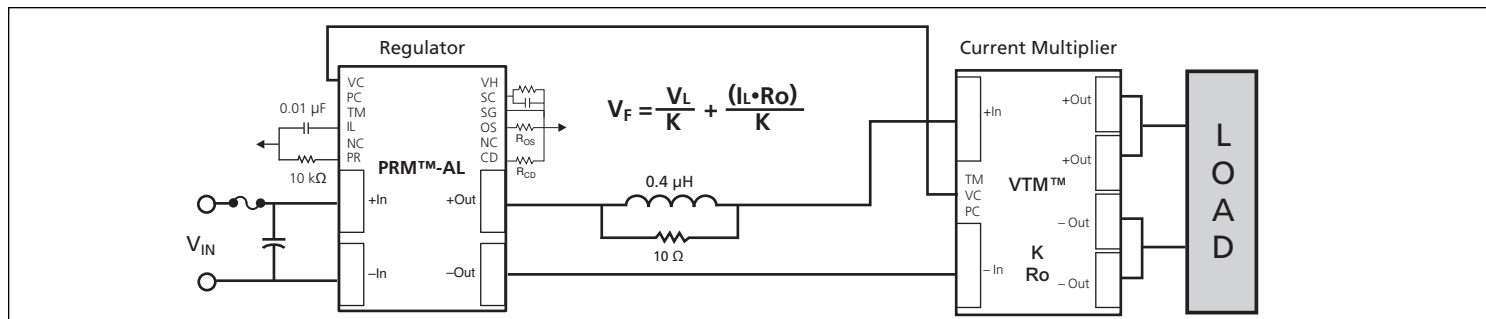 Regulator
Current Multiplier
VC
PC
TM
IL
NC
PR
VH
SC
SG
OS
NC
CD
0.01 µF
10 kΩ
R_OS
R_CD
PRM™-AL
+In
–In
+Out
–Out
V_IN
V_F = V_L/K + (I_L•Ro)/K
0.4 µH
10 Ω
+In
TM
VC
PC
– In
VTM™
K
Ro
+Out
+Out
– Out
– Out
LOAD